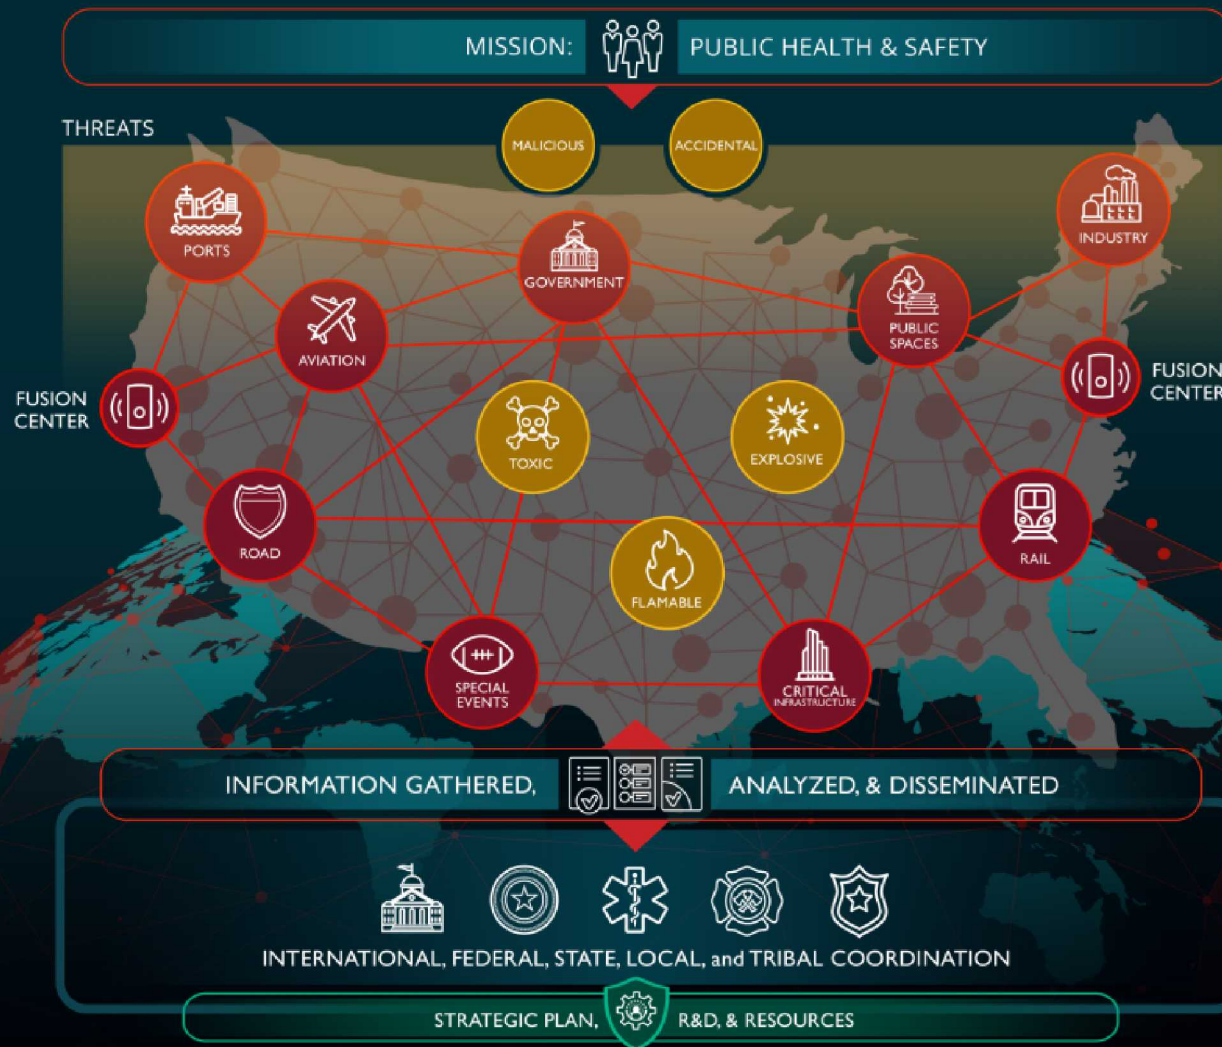 MISSION: PUBLIC HEALTH & SAFETY
THREATS
MALICIOUS
ACCIDENTAL
PORTS
GOVERNMENT
INDUSTRY
AVIATION
PUBLIC
SPACES
FUSION
CENTER
FUSION
CENTER
TOXIC
EXPLOSIVE
ROAD
RAIL
FLAMABLE
SPECIAL
EVENTS
CRITICAL
INFRASTRUCTURE
INFORMATION GATHERED, ANALYZED, & DISSEMINATED
INTERNATIONAL, FEDERAL, STATE, LOCAL, and TRIBAL COORDINATION
STRATEGIC PLAN, R&D, & RESOURCES